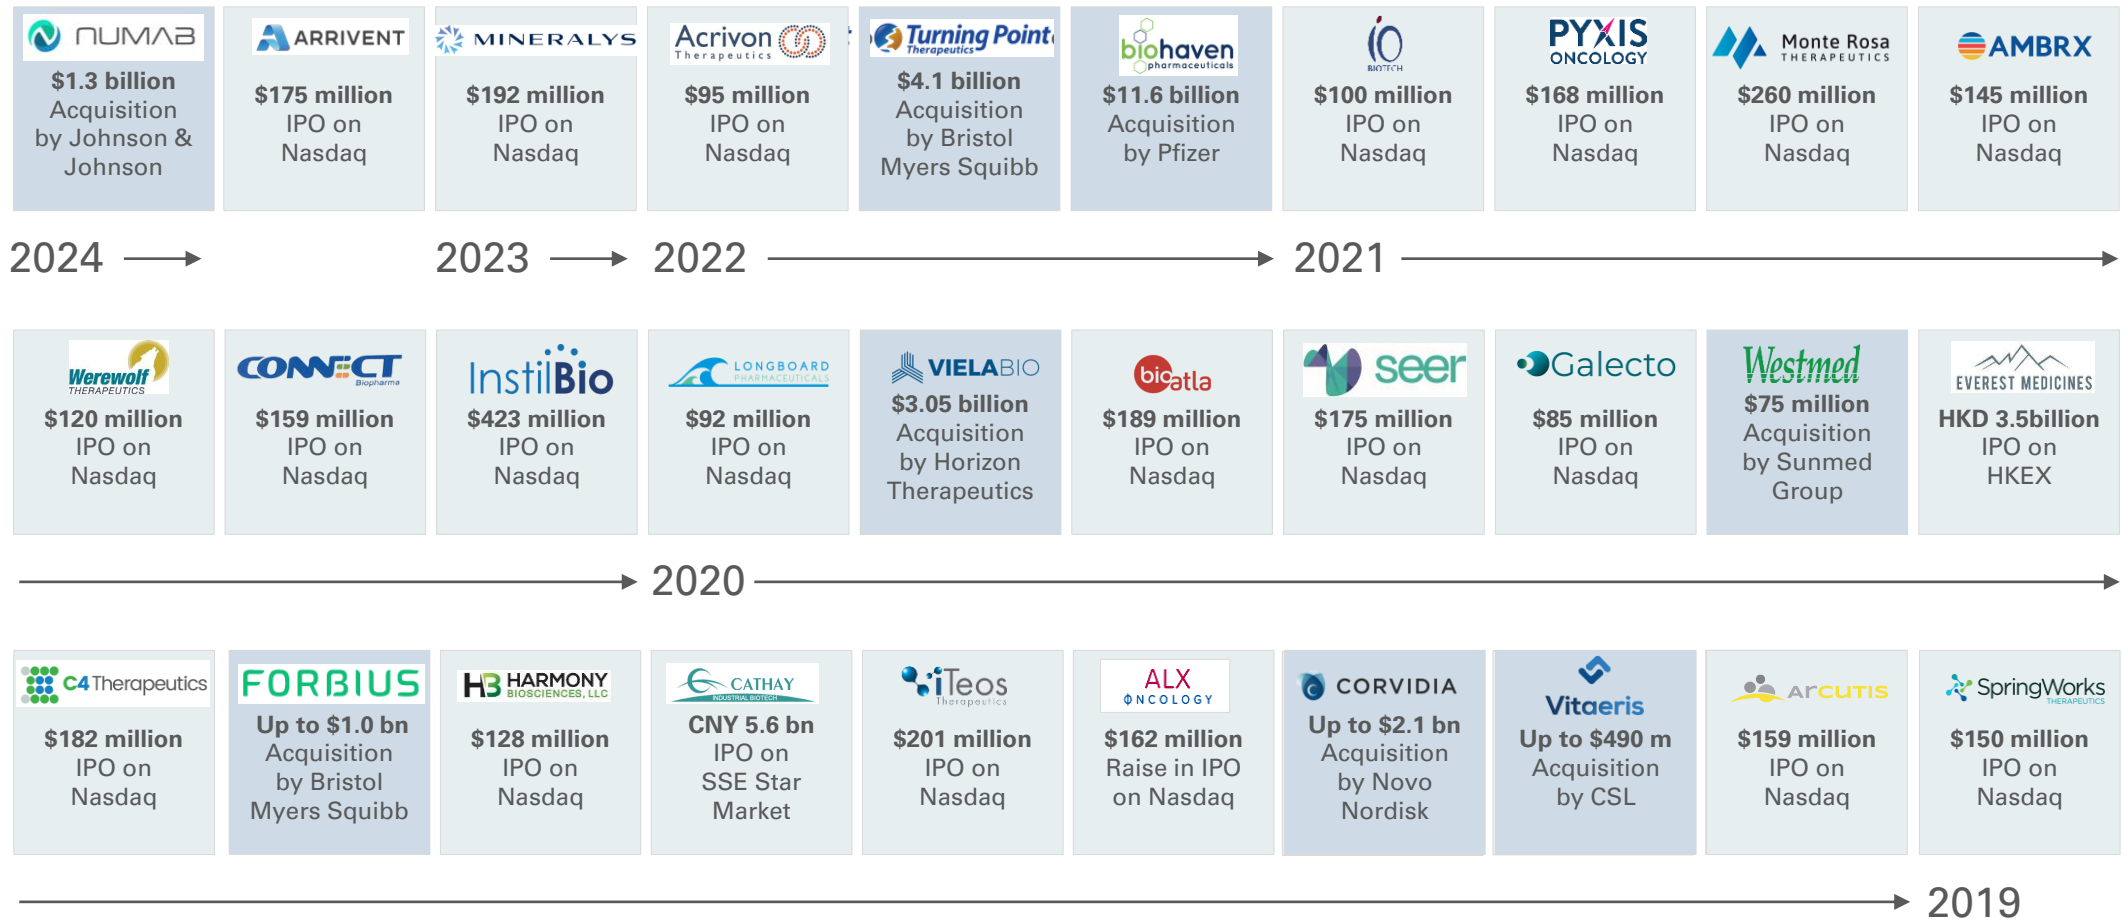 NUMAB
$1.3 billion
Acquisition
by Johnson &
Johnson
ARRIVENT
$175 million
IPO on
Nasdaq
MINERALYS
$192 million
IPO on
Nasdaq
Acrivon
Therapeutics
$95 million
IPO on
Nasdaq
Turning Point
Therapeutics
$4.1 billion
Acquisition
by Bristol
Myers Squibb
biohaven
pharmaceuticals
$11.6 billion
Acquisition
by Pfizer
IO
BIOTECH
$100 million
IPO on
Nasdaq
PYXIS
ONCOLOGY
$168 million
IPO on
Nasdaq
Monte Rosa
THERAPEUTICS
$260 million
IPO on
Nasdaq
AMBRX
$145 million
IPO on
Nasdaq
2024
2023
2022
2021
Werewolf
THERAPEUTICS
$120 million
IPO on
Nasdaq
CONNECT
Biopharma
$159 million
IPO on
Nasdaq
InstilBio
$423 million
IPO on
Nasdaq
LONGBOARD
PHARMACEUTICALS
$92 million
IPO on
Nasdaq
VIELABIO
$3.05 billion
Acquisition
by Horizon
Therapeutics
bioatla
$189 million
IPO on
Nasdaq
seer
$175 million
IPO on
Nasdaq
Galecto
$85 million
IPO on
Nasdaq
Westmed
$75 million
Acquisition
by Sunmed
Group
EVEREST MEDICINES
HKD 3.5billion
IPO on
HKEX
2020
C4 Therapeutics
$182 million
IPO on
Nasdaq
FORBIUS
Up to $1.0 bn
Acquisition
by Bristol
Myers Squibb
HB HARMONY
BIOSCIENCES, LLC
$128 million
IPO on
Nasdaq
CATHAY
INDUSTRIAL BIOTECH
CNY 5.6 bn
IPO on
SSE Star
Market
iTeos
Therapeutics
$201 million
IPO on
Nasdaq
ALX
ONCOLOGY
$162 million
Raise in IPO
on Nasdaq
CORVIDIA
Up to $2.1 bn
Acquisition
by Novo
Nordisk
Vitaeris
Up to $490 m
Acquisition
by CSL
ARCUTIS
$159 million
IPO on
Nasdaq
SpringWorks
THERAPEUTICS
$150 million
IPO on
Nasdaq
2019